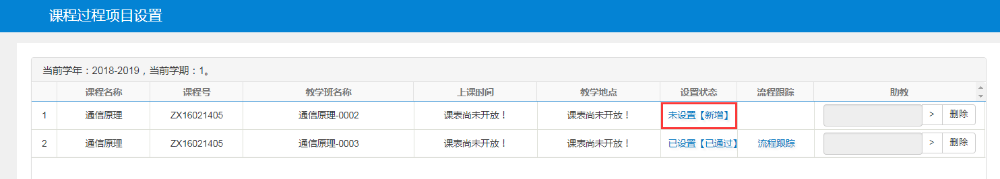 课程过程项目设置
当前学年：2018-2019，当前学期：1。
课程名称 课程号 教学班名称 上课时间 教学地点 设置状态 流程跟踪 助教
1 通信原理 ZX16021405 通信原理-0002 课表尚未开放！ 课表尚未开放！ 未设置【新增】 > 删除
2 通信原理 ZX16021405 通信原理-0003 课表尚未开放！ 课表尚未开放！ 已设置【已通过】 流程跟踪 > 删除